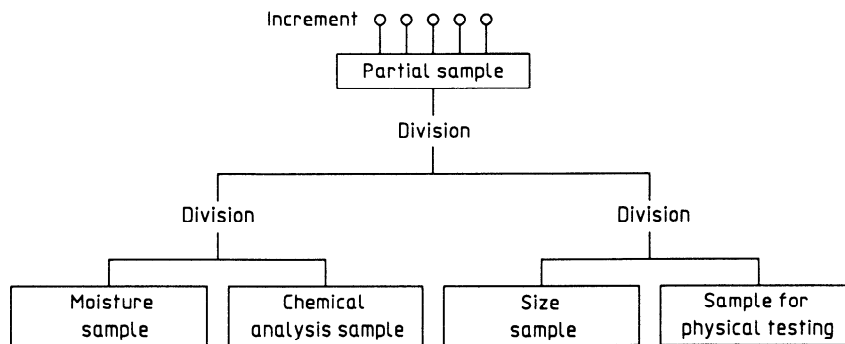 Increment
Partial sample
Division
Division
Division
Moisture
sample
Chemical
analysis sample
Size
sample
Sample for
physical testing